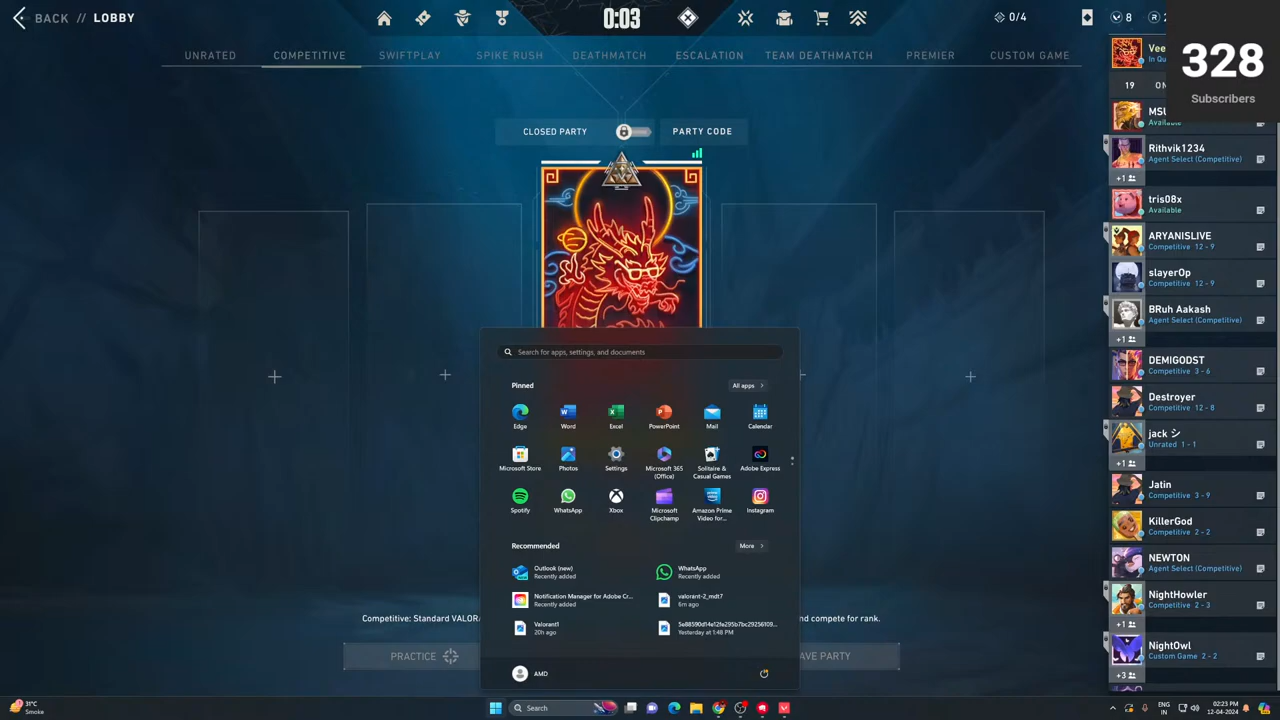 BACK // LOBBY
0:03
0/4
8
UNRATED
COMPETITIVE
SWIFTPLAY
SPIKE RUSH
DEATHMATCH
ESCALATION
TEAM DEATHMATCH
PREMIER
CUSTOM GAME
328
Subscribers
CLOSED PARTY
PARTY CODE
19
Rithvik1234
Agent Select (Competitive)
+1
tris08x
Available
ARYANISLIVE
Competitive 12 - 9
slayerOp
Competitive 12 - 9
BRuh Aakash
Agent Select (Competitive)
+1
DEMIGODST
Competitive 3 - 6
Destroyer
Competitive 12 - 8
jack シ
Unrated 1 - 1
+1
Jatin
Competitive 3 - 9
KillerGod
Competitive 2 - 2
NEWTON
Agent Select (Competitive)
NightHowler
Competitive 2 - 3
+1
NightOwl
Custom Game 2 - 2
+3
Search for apps, settings, and documents
Pinned
All apps
Edge
Word
Excel
PowerPoint
Mail
Calendar
Microsoft Store
Photos
Settings
Microsoft 365
(Office)
Solitaire &
Casual Games
Adobe Express
Spotify
WhatsApp
Xbox
Microsoft
Clipchamp
Amazon Prime
Video for...
Instagram
Recommended
More
Outlook (new)
Recently added
WhatsApp
Recently added
Notification Manager for Adobe Cr...
Recently added
valorant-2_mdt7
6m ago
Valorant1
20h ago
5e88590d14e12fe295b7bc29256109...
Yesterday at 1:48 PM
AMD
Competitive: Standard VALORA
and compete for rank.
PRACTICE
AVE PARTY
31°C
Smoke
Search
ENG
IN
02:23 PM
12-04-2024